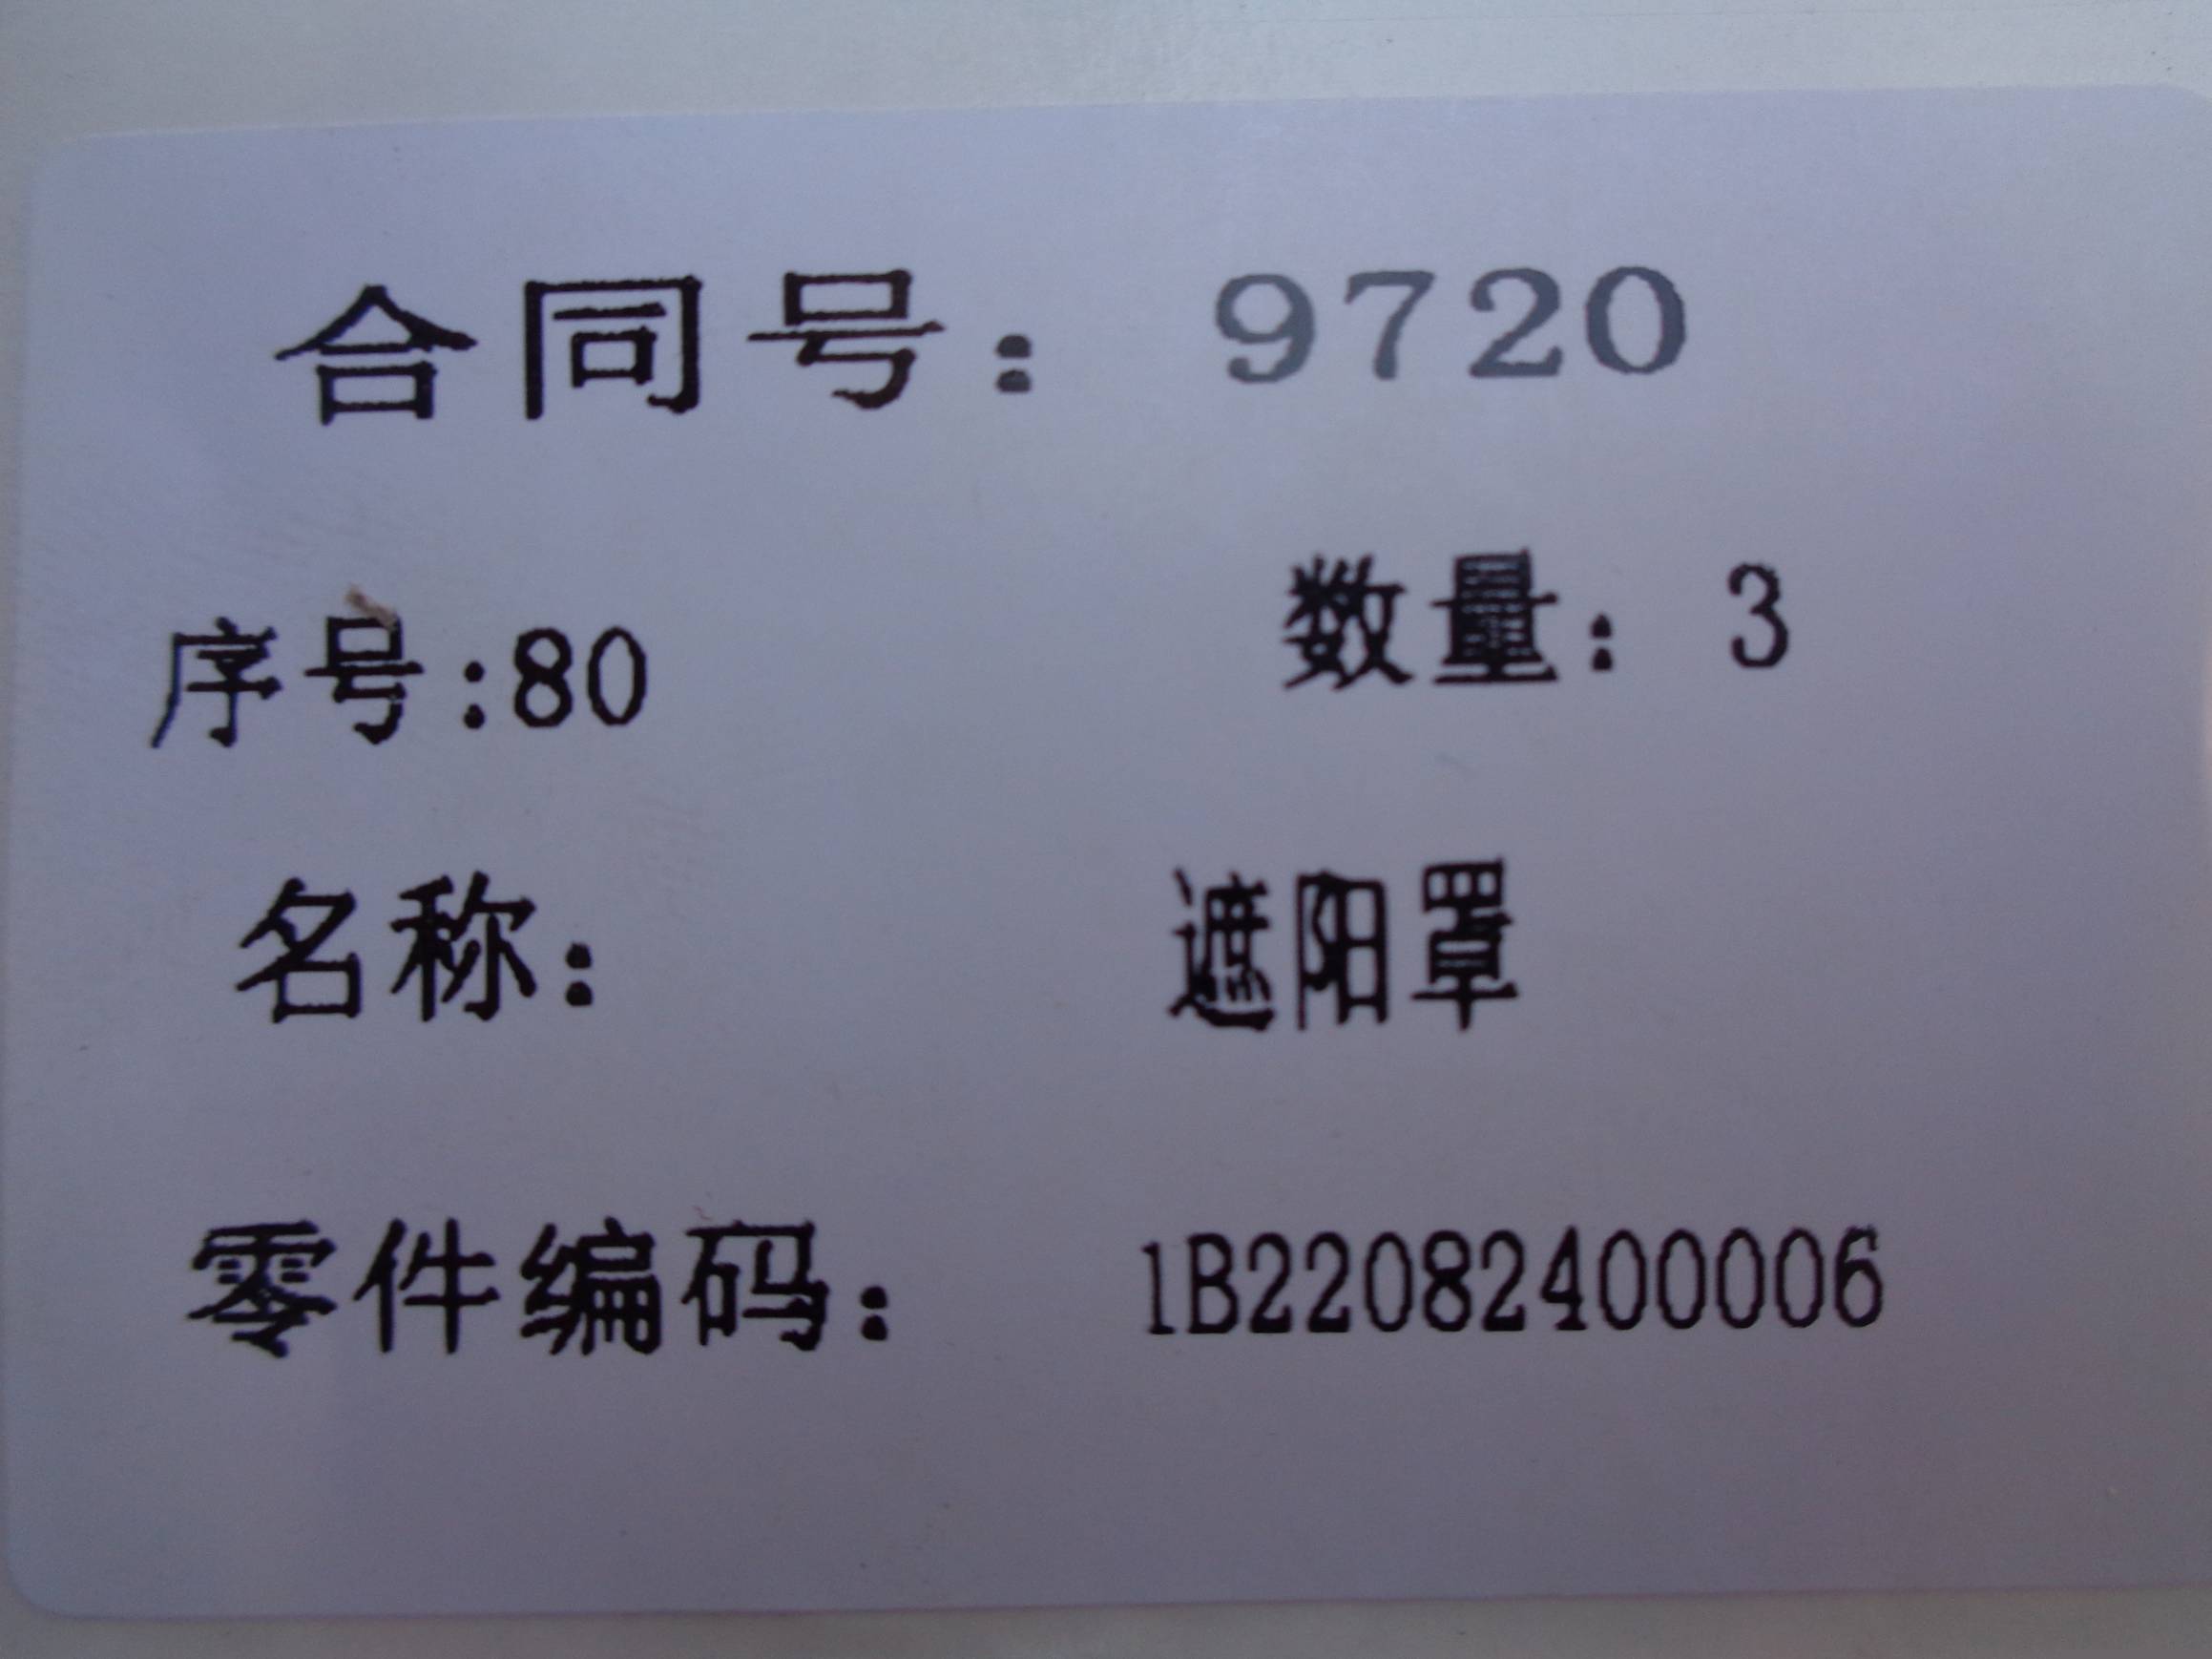 合同号： 9720
序号:80 数量： 3
名称： 遮阳罩
零件编码： 1B22082400006